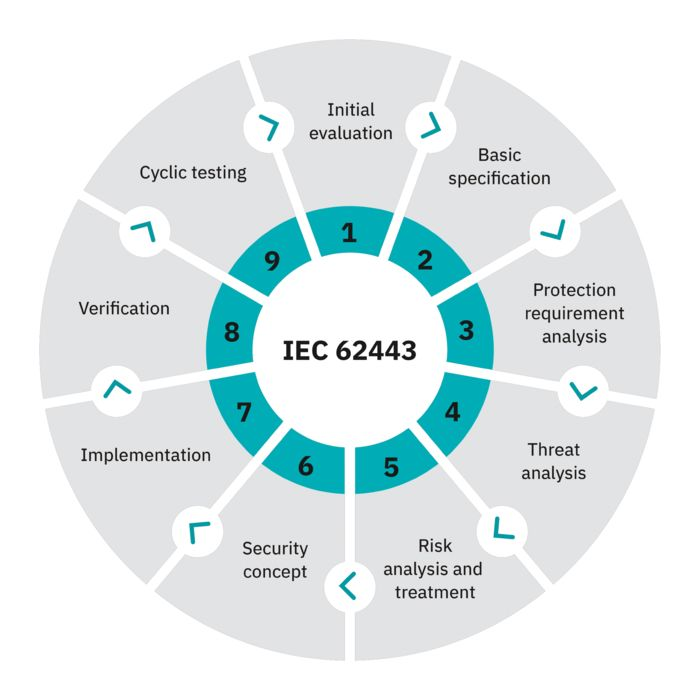 Initial
evaluation
1
Basic
specification
2
Protection
requirement
analysis
3
Threat
analysis
4
Risk
analysis and
treatment
5
Security
concept
6
Implementation
7
Verification
8
Cyclic testing
9
IEC 62443